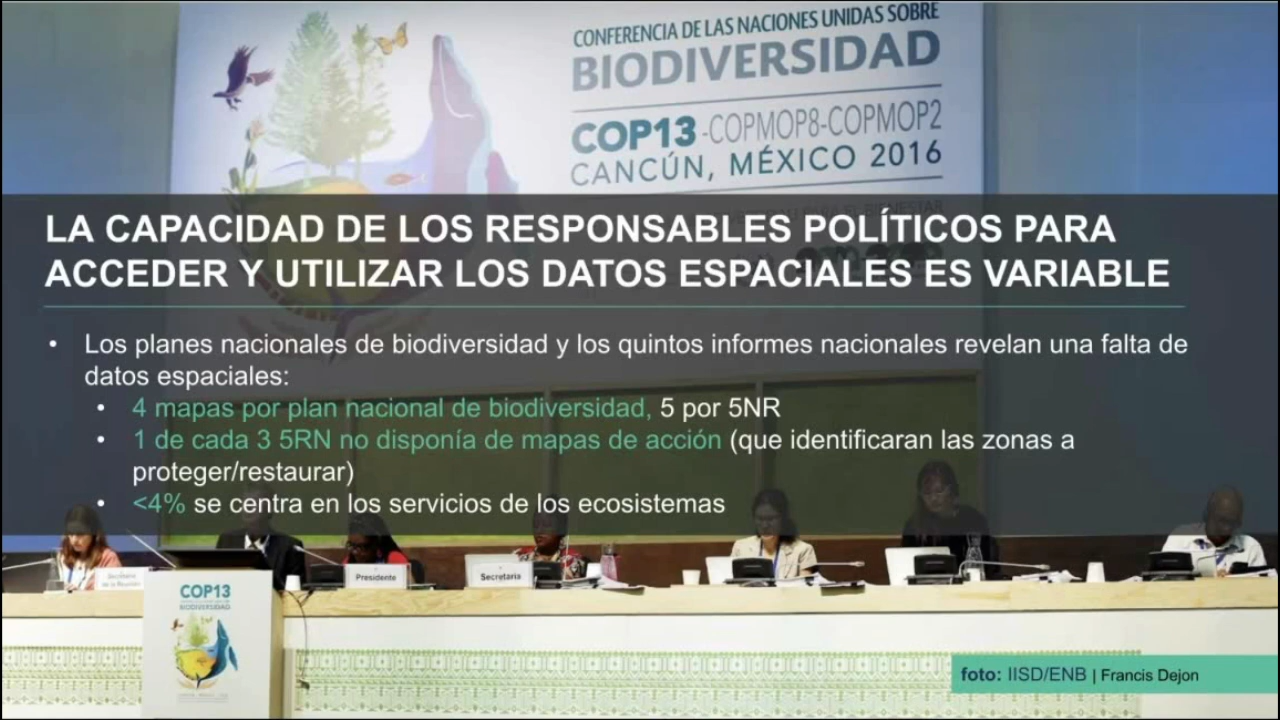 CONFERENCIA DE LAS NACIONES UNIDAS SOBRE
BIODIVERSIDAD
COP13-COPMOP8-COPMOP2
CANCÚN, MÉXICO 2016
LA CAPACIDAD DE LOS RESPONSABLES POLÍTICOS PARA
ACCEDER Y UTILIZAR LOS DATOS ESPACIALES ES VARIABLE
• Los planes nacionales de biodiversidad y los quintos informes nacionales revelan una falta de
datos espaciales:
• 4 mapas por plan nacional de biodiversidad, 5 por 5NR
• 1 de cada 3 5RN no disponía de mapas de acción (que identificaran las zonas a
proteger/restaurar)
• <4% se centra en los servicios de los ecosistemas
Presidente
Secretaria
COP13
BIODIVERSIDAD
foto: IISD/ENB | Francis Dejon